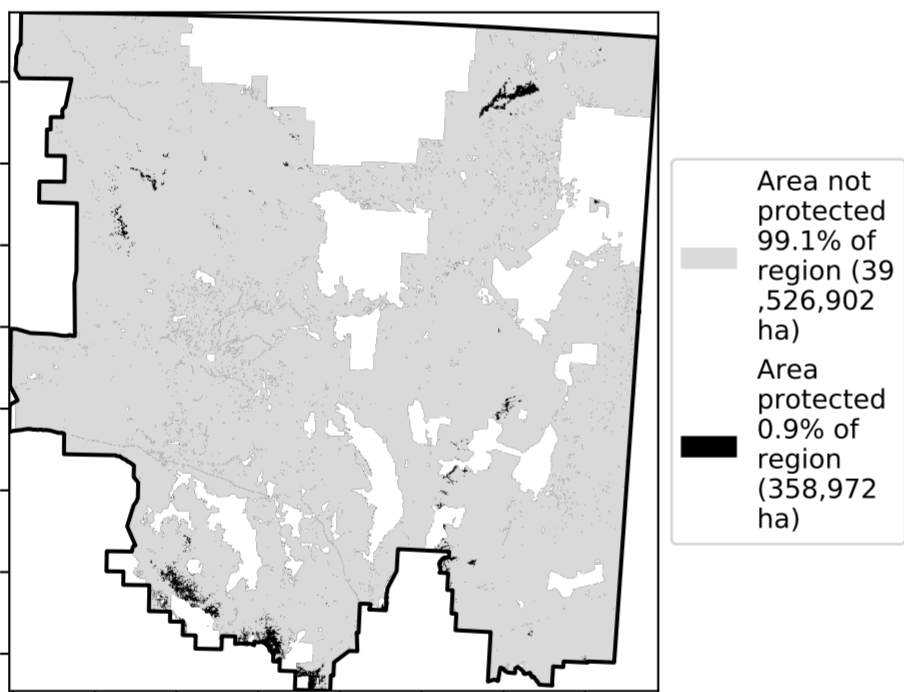 Area not
protected
99.1% of
region (39
,526,902
ha)
Area
protected
0.9% of
region
(358,972
ha)